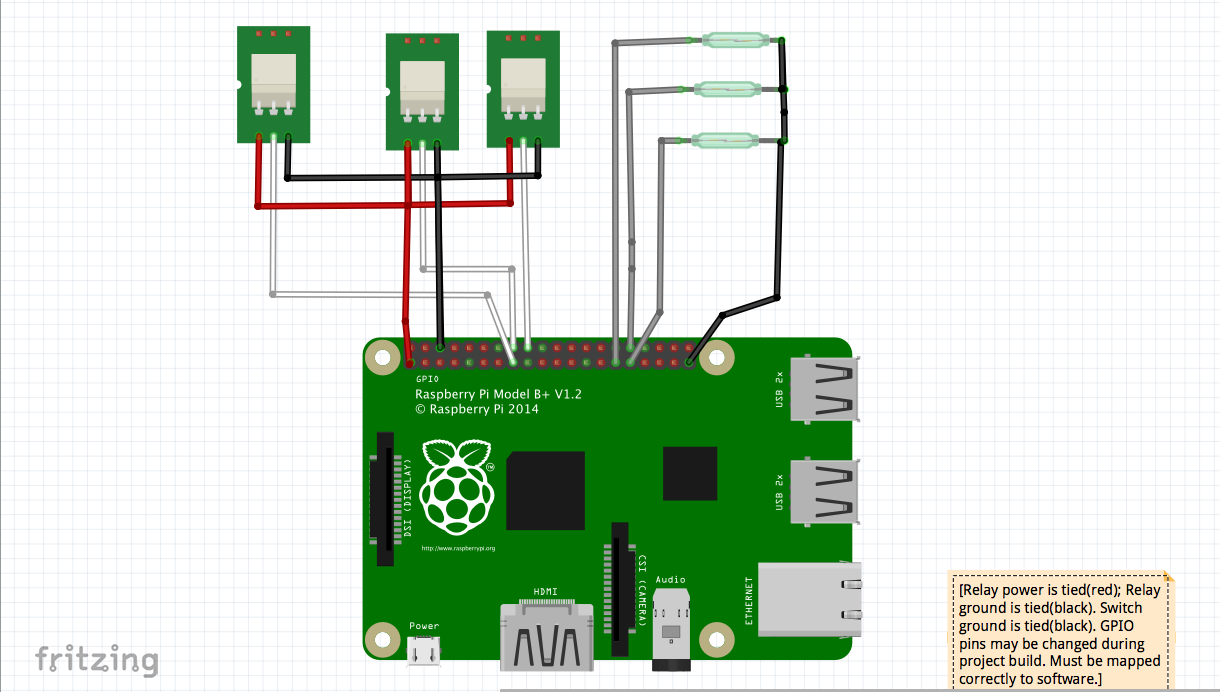 GPIO
Raspberry Pi Model B+ V1.2
© Raspberry Pi 2014
USB 2x
DSI (DISPLAY)
TM
USB 2x
http://www.raspberrypi.org
CSI (CAMERA)
Audio
ETHERNET
HDMI
Power
[Relay power is tied(red); Relay
ground is tied(black). Switch
ground is tied(black). GPIO
pins may be changed during
project build. Must be mapped
correctly to software.]
fritzing